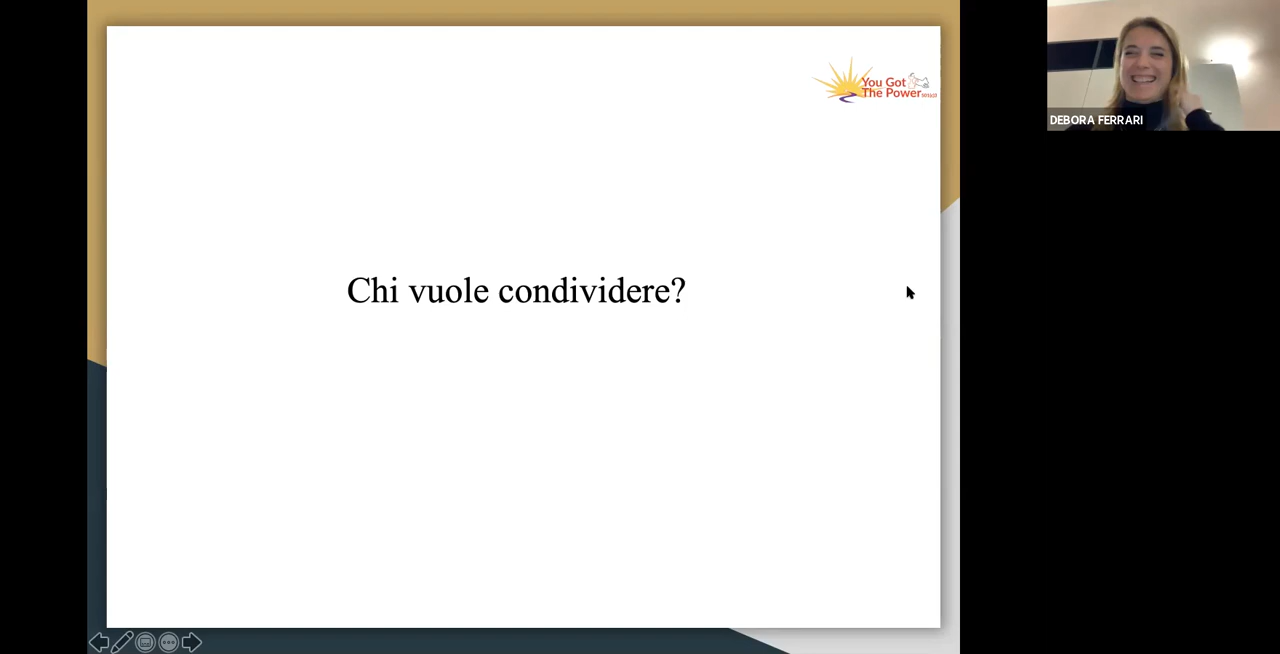 You Got
The Power
DEBORA FERRARI
Chi vuole condividere?